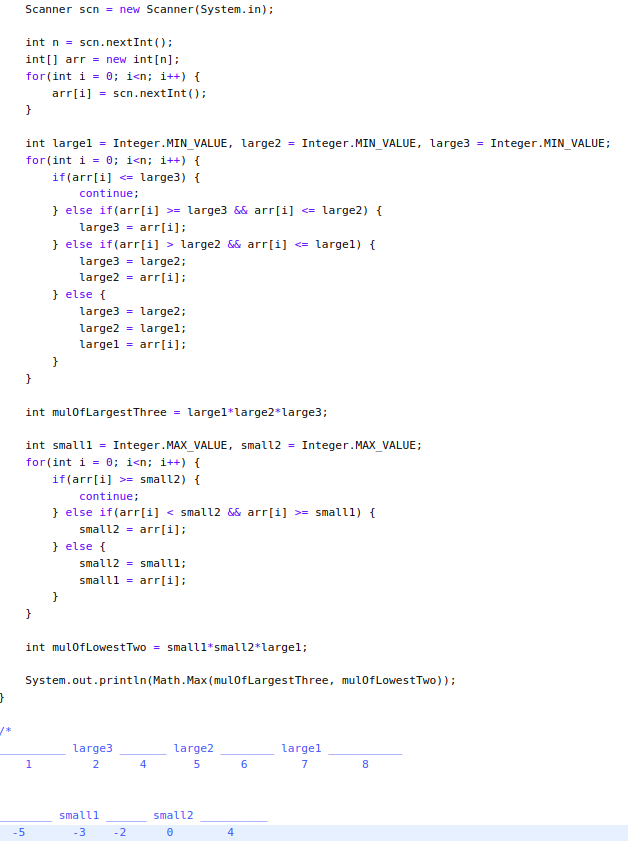 Scanner scn = new Scanner(System.in);
int n = scn.nextInt();
int[] arr = new int[n];
for(int i = 0; i<n; i++) {
arr[i] = scn.nextInt();
}
int large1 = Integer.MIN_VALUE, large2 = Integer.MIN_VALUE, large3 = Integer.MIN_VALUE;
for(int i = 0; i<n; i++) {
if(arr[i] <= large3) {
continue;
} else if(arr[i] >= large3 && arr[i] <= large2) {
large3 = arr[i];
} else if(arr[i] > large2 && arr[i] <= large1) {
large3 = large2;
large2 = arr[i];
} else {
large3 = large2;
large2 = large1;
large1 = arr[i];
}
}
int mulOfLargestThree = large1*large2*large3;
int small1 = Integer.MAX_VALUE, small2 = Integer.MAX_VALUE;
for(int i = 0; i<n; i++) {
if(arr[i] >= small2) {
continue;
} else if(arr[i] < small2 && arr[i] >= small1) {
small2 = arr[i];
} else {
small2 = small1;
small1 = arr[i];
}
}
int mulOfLowestTwo = small1*small2*large1;
System.out.println(Math.Max(mulOfLargestThree, mulOfLowestTwo));
}
/*
__________ large3 _______ large2 ________ large1 ___________
1 2 4 5 6 7 8
________ small1 ______ small2 __________
-5 -3 -2 0 4